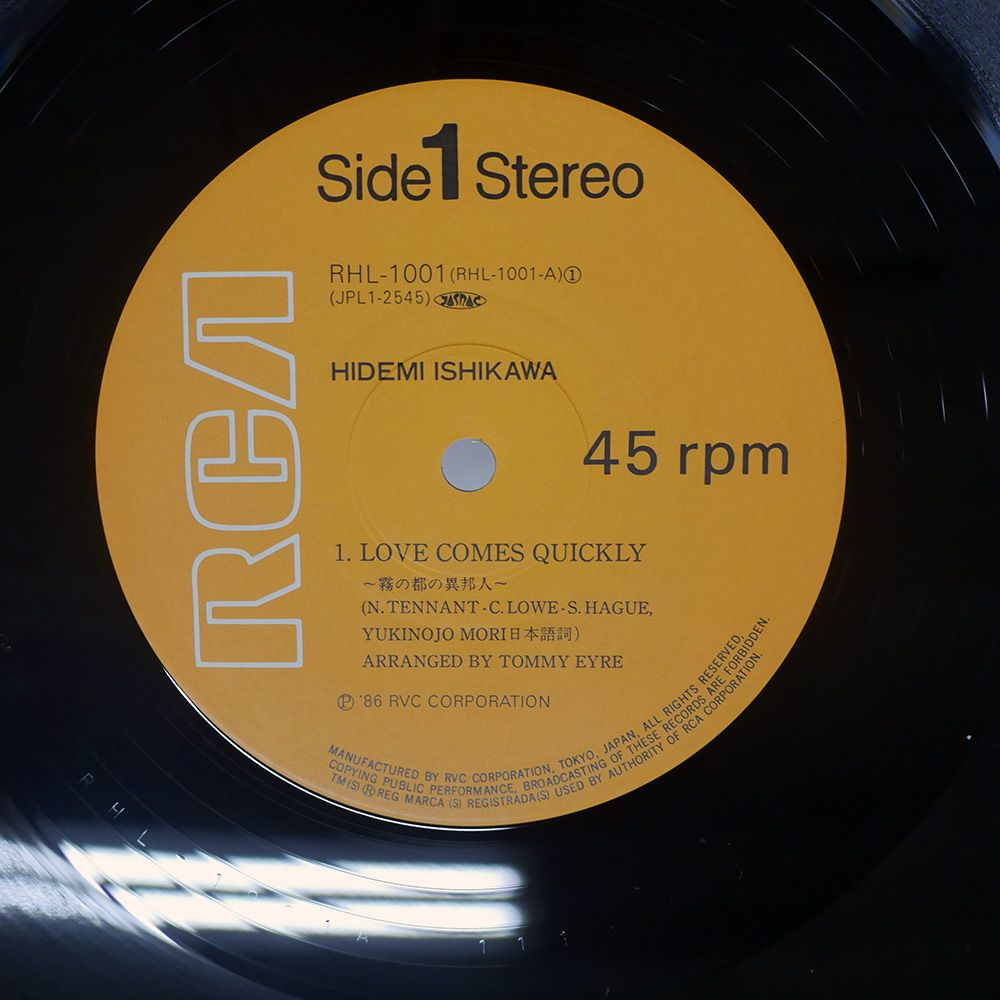 Side 1 Stereo
RHL-1001 (RHL-1001-A)①
(JPL1-2545) JASRAC
HIDEMI ISHIKAWA
RCA
45 rpm
1. LOVE COMES QUICKLY
～霧の都の異邦人～
(N. TENNANT-C. LOWE-S. HAGUE,
YUKINOJO MORI日本語詞)
ARRANGED BY TOMMY EYRE
Ⓟ '86 RVC CORPORATION
MANUFACTURED BY RVC CORPORATION, TOKYO, JAPAN, ALL RIGHTS RESERVED,
COPYING PUBLIC PERFORMANCE, BROADCASTING OF THESE RECORDS ARE FORBIDDEN.
TM(S) ® REG MARCA (S) REGISTRADA(S) USED BY AUTHORITY OF RCA CORPORATION.